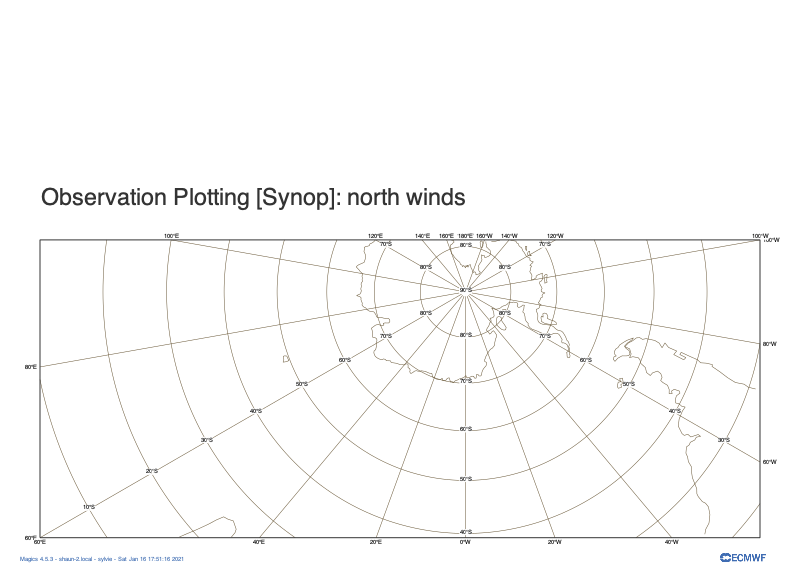 Observation Plotting [Synop]: north winds
100°E 120°E 140°E 160°E 180°E 160°W 140°W 120°W 100°W
70°S 80°S 70°S
80°S 80°S
90°S
80°S 80°S
80°S
70°S 70°S
80°W
60°S 60°S
80°E
70°S
50°S 50°S
40°S 40°S
60°S
30°S 30°S
60°W
20°S
50°S
10°S
40°S
60°E 40°E 20°E 0°W 20°W 40°W
Magics 4.5.3 - shaun-2.local - sylvie - Sat Jan 16 17:51:16 2021
ECMWF